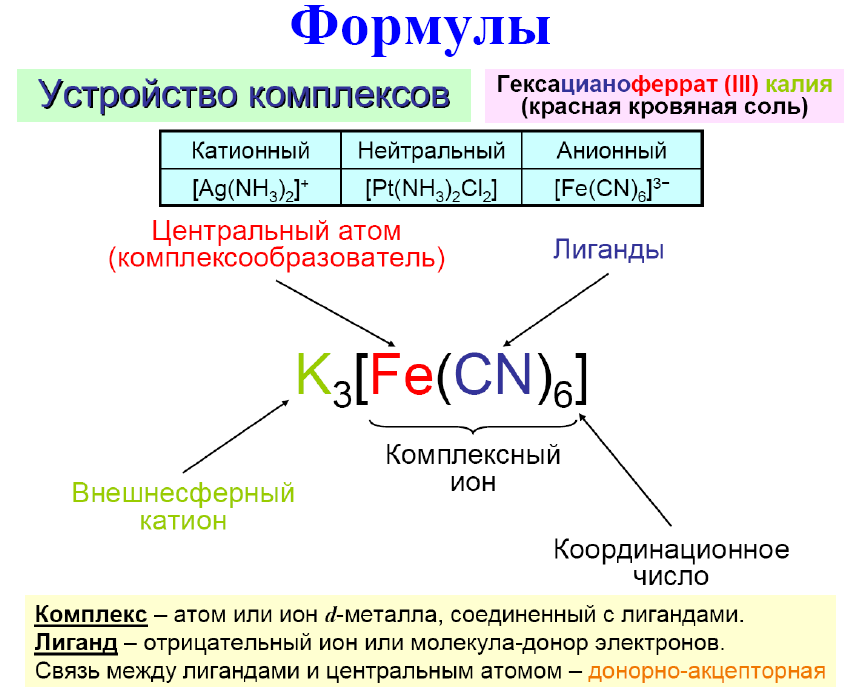 Формулы
Устройство комплексов
Гексацианоферрат (III) калия
(красная кровяная соль)
Катионный Нейтральный Анионный
[Ag(NH₃)₂]⁺ [Pt(NH₃)₂Cl₂] [Fe(CN)₆]³⁻
Центральный атом
(комплексообразователь)
Лиганды
K₃[Fe(CN)₆]
Комплексный
ион
Внешнесферный
катион
Координационное
число
Комплекс – атом или ион d-металла, соединенный с лигандами.
Лиганд – отрицательный ион или молекула-донор электронов.
Связь между лигандами и центральным атомом – донорно-акцепторная